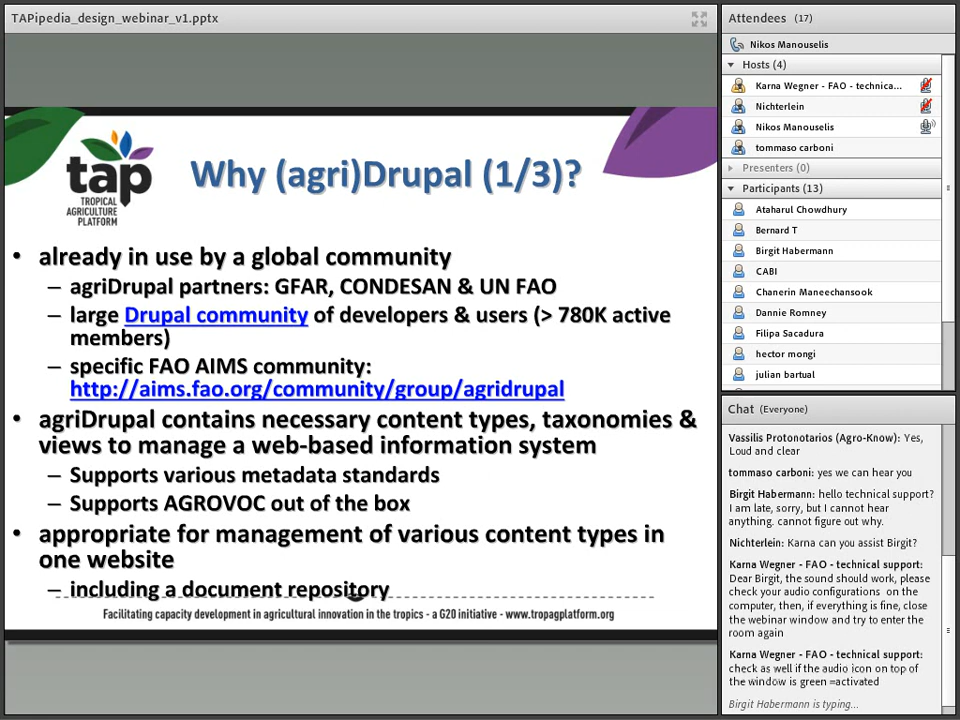 TAPipedia_design_webinar_v1.pptx
tap
TROPICAL
AGRICULTURE
PLATFORM
Why (agri)Drupal (1/3)?
• already in use by a global community
– agriDrupal partners: GFAR, CONDESAN & UN FAO
– large Drupal community of developers & users (> 780K active
members)
– specific FAO AIMS community:
http://aims.fao.org/community/group/agridrupal
• agriDrupal contains necessary content types, taxonomies &
views to manage a web-based information system
– Supports various metadata standards
– Supports AGROVOC out of the box
• appropriate for management of various content types in
one website
– including a document repository
Facilitating capacity development in agricultural innovation in the tropics - a G20 initiative - www.tropagplatform.org
Attendees (17)
Nikos Manouselis
Hosts (4)
Karna Wegner - FAO - technica...
Nichterlein
Nikos Manouselis
tommaso carboni
Presenters (0)
Participants (13)
Ataharul Chowdhury
Bernard T
Birgit Habermann
CABI
Chanerin Maneechansook
Dannie Romney
Filipa Sacadura
hector mongi
julian bartual
Chat (Everyone)
Vassilis Protonotarios (Agro-Know): Yes,
Loud and clear
tommaso carboni: yes we can hear you
Birgit Habermann: hello technical support?
I am late, sorry, but I cannot hear
anything. cannot figure out why.
Nichterlein: Karna can you assist Birgit?
Karna Wegner - FAO - technical support:
Dear Birgit, the sound should work, please
check your audio configurations on the
computer, then, if everything is fine, close
the webinar window and try to enter the
room again
Karna Wegner - FAO - technical support:
check as well if the audio icon on top of
the window is green =activated
Birgit Habermann is typing...